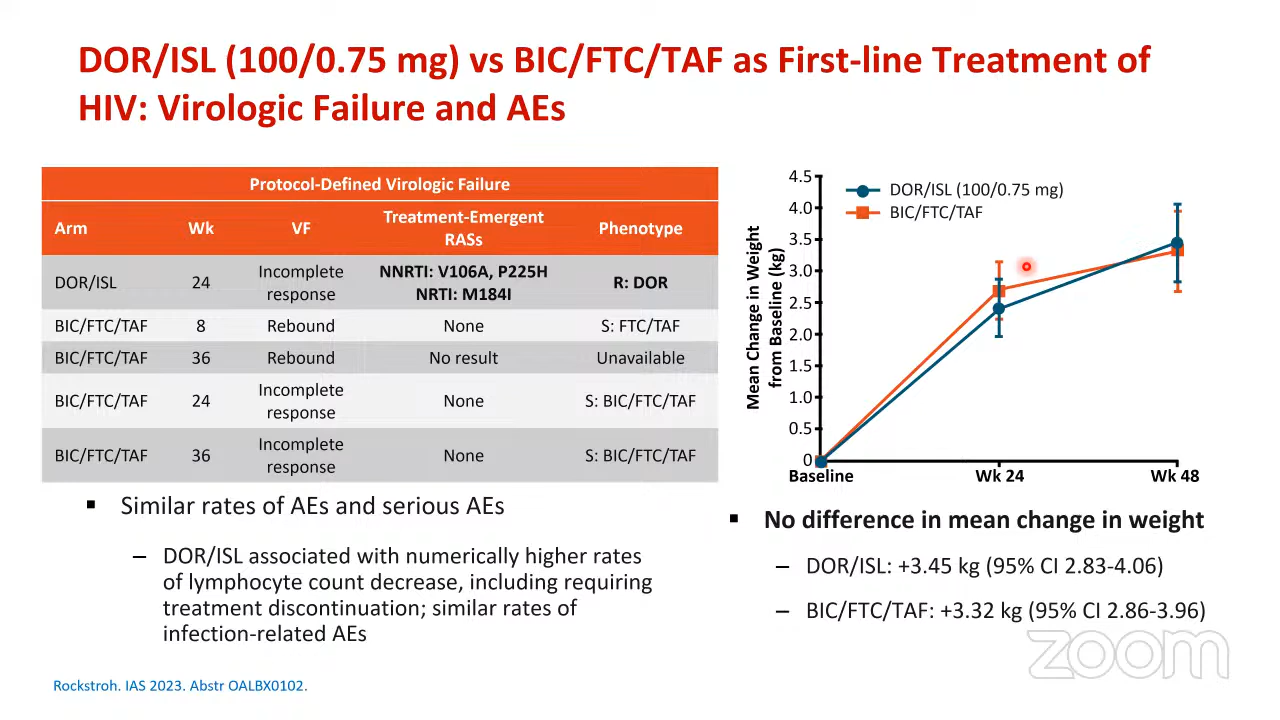 DOR/ISL (100/0.75 mg) vs BIC/FTC/TAF as First-line Treatment of
HIV: Virologic Failure and AEs
Protocol-Defined Virologic Failure
Arm Wk VF Treatment-Emergent RASs Phenotype
DOR/ISL 24 Incomplete response NNRTI: V106A, P225H NRTI: M184I R: DOR
BIC/FTC/TAF 8 Rebound None S: FTC/TAF
BIC/FTC/TAF 36 Rebound No result Unavailable
BIC/FTC/TAF 24 Incomplete response None S: BIC/FTC/TAF
BIC/FTC/TAF 36 Incomplete response None S: BIC/FTC/TAF
▪ Similar rates of AEs and serious AEs
– DOR/ISL associated with numerically higher rates
of lymphocyte count decrease, including requiring
treatment discontinuation; similar rates of
infection-related AEs
Mean Change in Weight
from Baseline (kg)
4.5
4.0
3.5
3.0
2.5
2.0
1.5
1.0
0.5
0
DOR/ISL (100/0.75 mg)
BIC/FTC/TAF
Baseline Wk 24 Wk 48
▪ No difference in mean change in weight
– DOR/ISL: +3.45 kg (95% CI 2.83-4.06)
– BIC/FTC/TAF: +3.32 kg (95% CI 2.86-3.96)
zoom
Rockstroh. IAS 2023. Abstr OALBX0102.